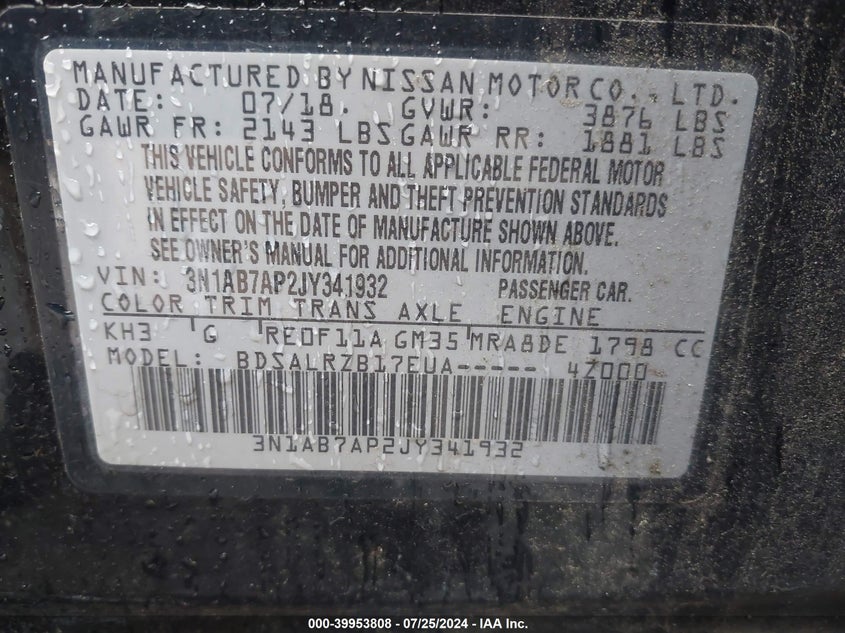 MANUFACTURED BY NISSAN MOTOR CO., LTD.
DATE: 07/18. GVWR: 3876 LBS
GAWR FR: 2143 LBS GAWR RR: 1881 LBS
THIS VEHICLE CONFORMS TO ALL APPLICABLE FEDERAL MOTOR
VEHICLE SAFETY, BUMPER AND THEFT PREVENTION STANDARDS
IN EFFECT ON THE DATE OF MANUFACTURE SHOWN ABOVE.
SEE OWNER'S MANUAL FOR ADDITIONAL INFORMATION.
VIN: 3N1AB7AP2JY341932 PASSENGER CAR.
COLOR TRIM TRANS AXLE ENGINE
KH3 G RE0F11A GM35 MRA8DE 1798 CC
MODEL: BDSALRZB17EUA----- 4Z000
3N1AB7AP2JY341932
000-39953808 - 07/25/2024 - IAA Inc.